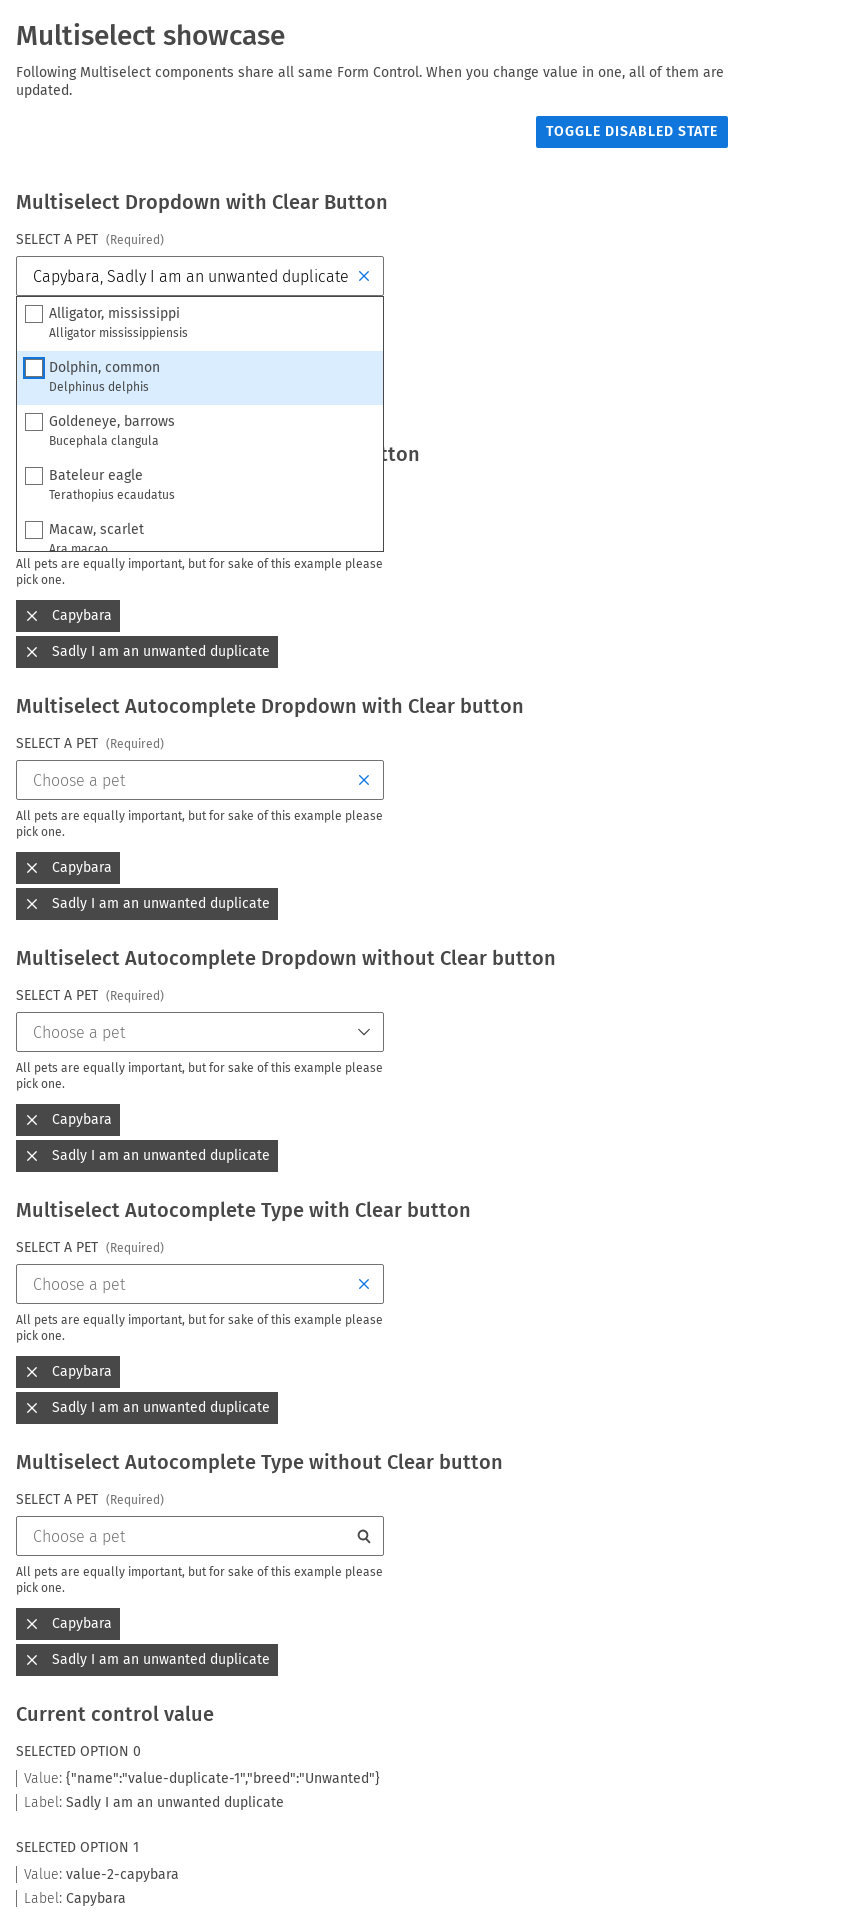 Multiselect showcase
Following Multiselect components share all same Form Control. When you change value in one, all of them are
updated.
TOGGLE DISABLED STATE
Multiselect Dropdown with Clear Button
SELECT A PET (Required)
Capybara, Sadly I am an unwanted duplicate
Alligator, mississippi
Alligator mississippiensis
Dolphin, common
Delphinus delphis
Goldeneye, barrows
Bucephala clangula
tton
Bateleur eagle
Terathopius ecaudatus
Macaw, scarlet
Ara macao
All pets are equally important, but for sake of this example please
pick one.
Capybara
Sadly I am an unwanted duplicate
Multiselect Autocomplete Dropdown with Clear button
SELECT A PET (Required)
Choose a pet
All pets are equally important, but for sake of this example please
pick one.
Capybara
Sadly I am an unwanted duplicate
Multiselect Autocomplete Dropdown without Clear button
SELECT A PET (Required)
Choose a pet
All pets are equally important, but for sake of this example please
pick one.
Capybara
Sadly I am an unwanted duplicate
Multiselect Autocomplete Type with Clear button
SELECT A PET (Required)
Choose a pet
All pets are equally important, but for sake of this example please
pick one.
Capybara
Sadly I am an unwanted duplicate
Multiselect Autocomplete Type without Clear button
SELECT A PET (Required)
Choose a pet
All pets are equally important, but for sake of this example please
pick one.
Capybara
Sadly I am an unwanted duplicate
Current control value
SELECTED OPTION 0
Value: {"name":"value-duplicate-1","breed":"Unwanted"}
Label: Sadly I am an unwanted duplicate
SELECTED OPTION 1
Value: value-2-capybara
Label: Capybara